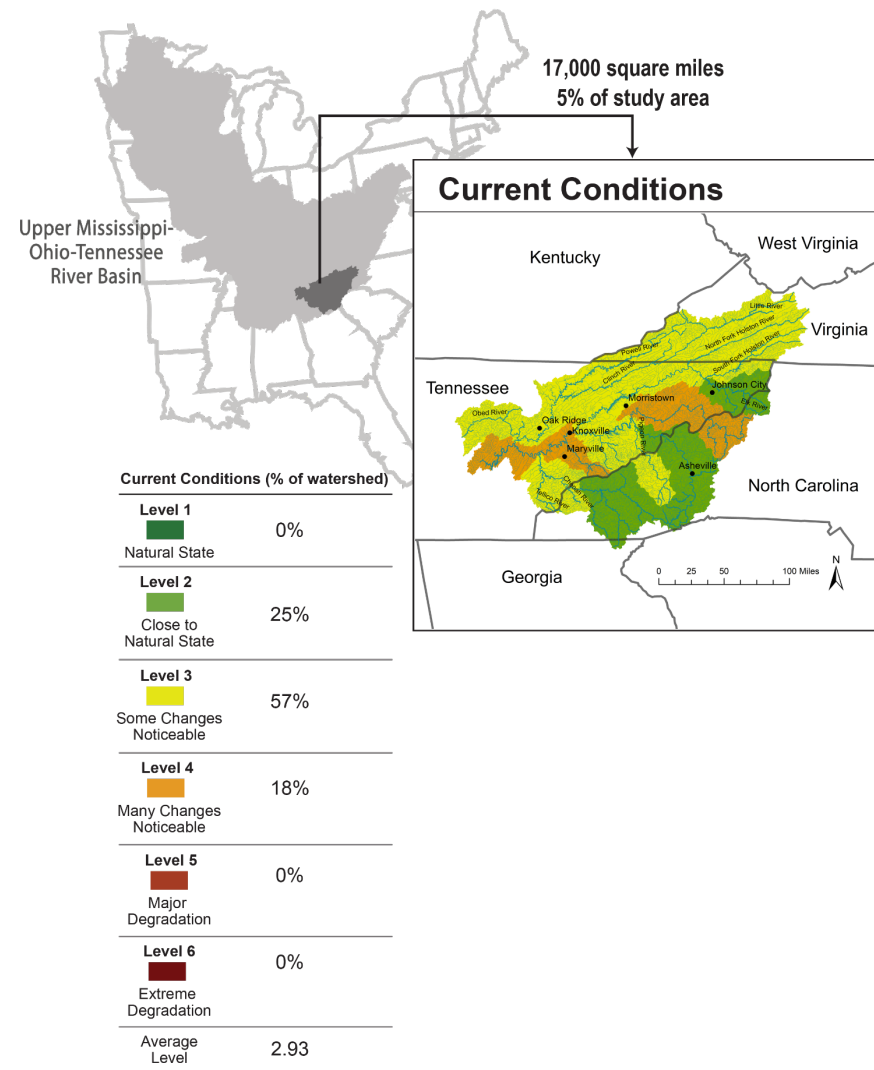 17,000 square miles
5% of study area
Upper Mississippi-
Ohio-Tennessee
River Basin
Current Conditions
Kentucky
West Virginia
Virginia
Tennessee
North Carolina
Georgia
Little River
North Fork Holston River
South Fork Holston River
Powell River
Clinch River
Johnson City
Elk River
Morristown
Obed River
Oak Ridge
Knoxville
Maryville
Asheville
Tellico River
0 25 50 100 Miles
N
Current Conditions (% of watershed)
Level 1
0%
Natural State
Level 2
25%
Close to
Natural State
Level 3
57%
Some Changes
Noticeable
Level 4
18%
Many Changes
Noticeable
Level 5
0%
Major
Degradation
Level 6
0%
Extreme
Degradation
Average
Level
2.93